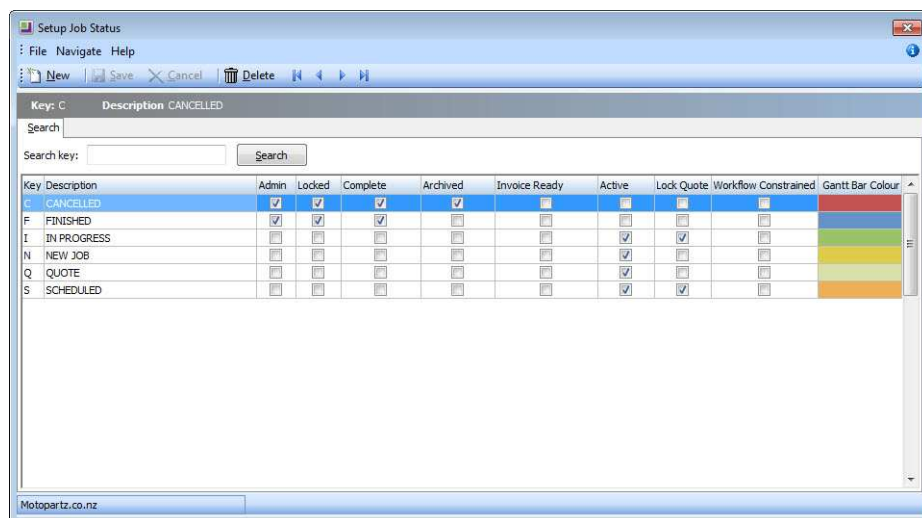 Setup Job Status
File Navigate Help
New Save Cancel Delete
Key: C Description CANCELLED
Search
Search key: Search
Key Description Admin Locked Complete Archived Invoice Ready Active Lock Quote Workflow Constrained Gantt Bar Colour
C CANCELLED
F FINISHED
I IN PROGRESS
N NEW JOB
Q QUOTE
S SCHEDULED
Motopartz.co.nz